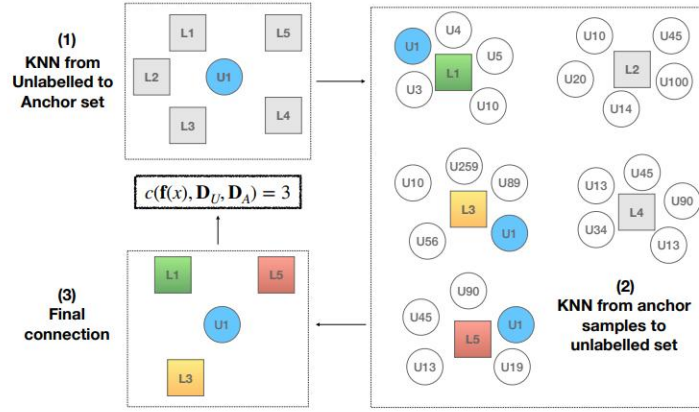 (1)
KNN from
Unlabelled to
Anchor set
L1
L5
L2
U1
L3
L4
c(f(x), D_U, D_A) = 3
(3)
Final
connection
L1
L5
U1
L3
U4
U1
U5
L1
U3
U10
U10
U45
L2
U20
U100
U14
U259
U10
U89
L3
U1
U56
U45
U13
U90
L4
U34
U13
U90
U45
U1
L5
U13
U19
(2)
KNN from anchor
samples to
unlabelled set